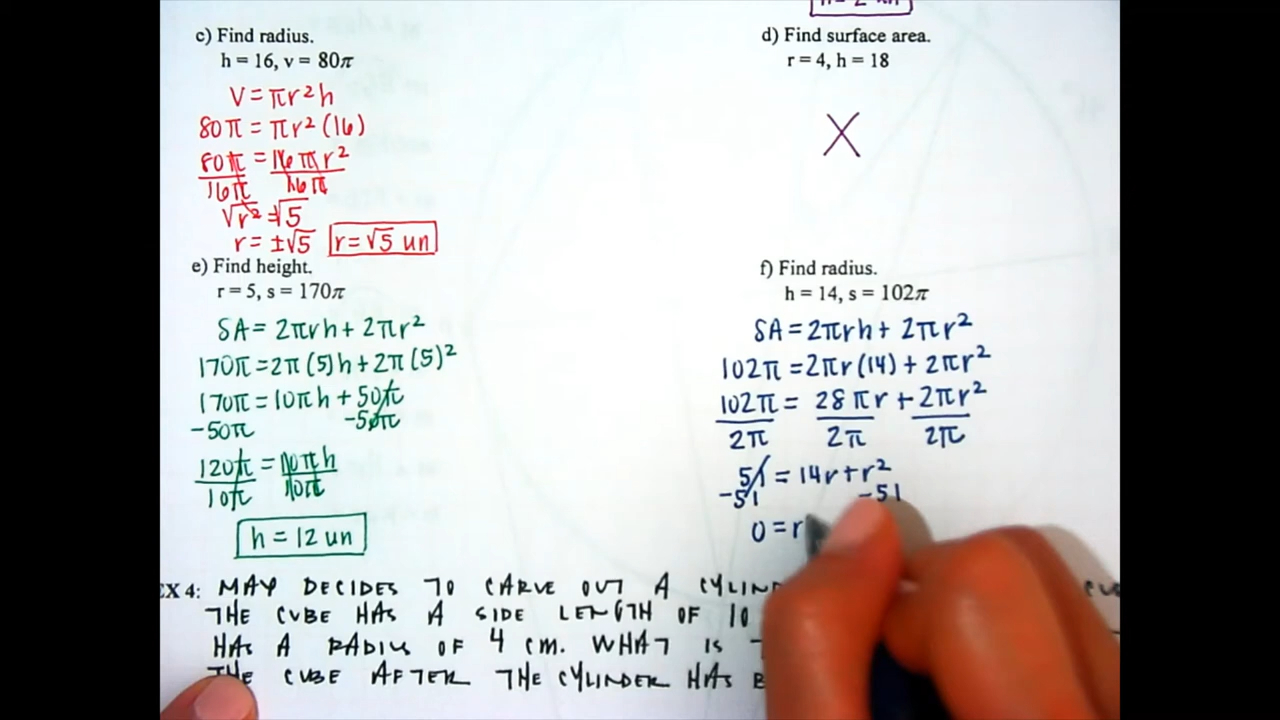 h = 2 un
c) Find radius.
h = 16, v = 80π
V = πr²h
80π = πr²(16)
80π = 16πr²
16π 16π
√r² = √5
r = ±√5 r = √5 un
d) Find surface area.
r = 4, h = 18
X
e) Find height.
r = 5, s = 170π
SA = 2πrh + 2πr²
170π = 2π(5)h + 2π(5)²
170π = 10πh + 50π
-50π -50π
120π = 10πh
10π 10π
h = 12 un
f) Find radius.
h = 14, s = 102π
SA = 2πrh + 2πr²
102π = 2πr(14) + 2πr²
102π = 28πr + 2πr²
2π 2π 2π
51 = 14r + r²
-51 -51
0 = r
EX 4: MAY DECIDES TO CARVE OUT A
THE CUBE HAS A SIDE LENGTH OF 10
HAS A RADIUS OF 4 CM. WHAT IS
THE CUBE AFTER THE CYLINDER HAS